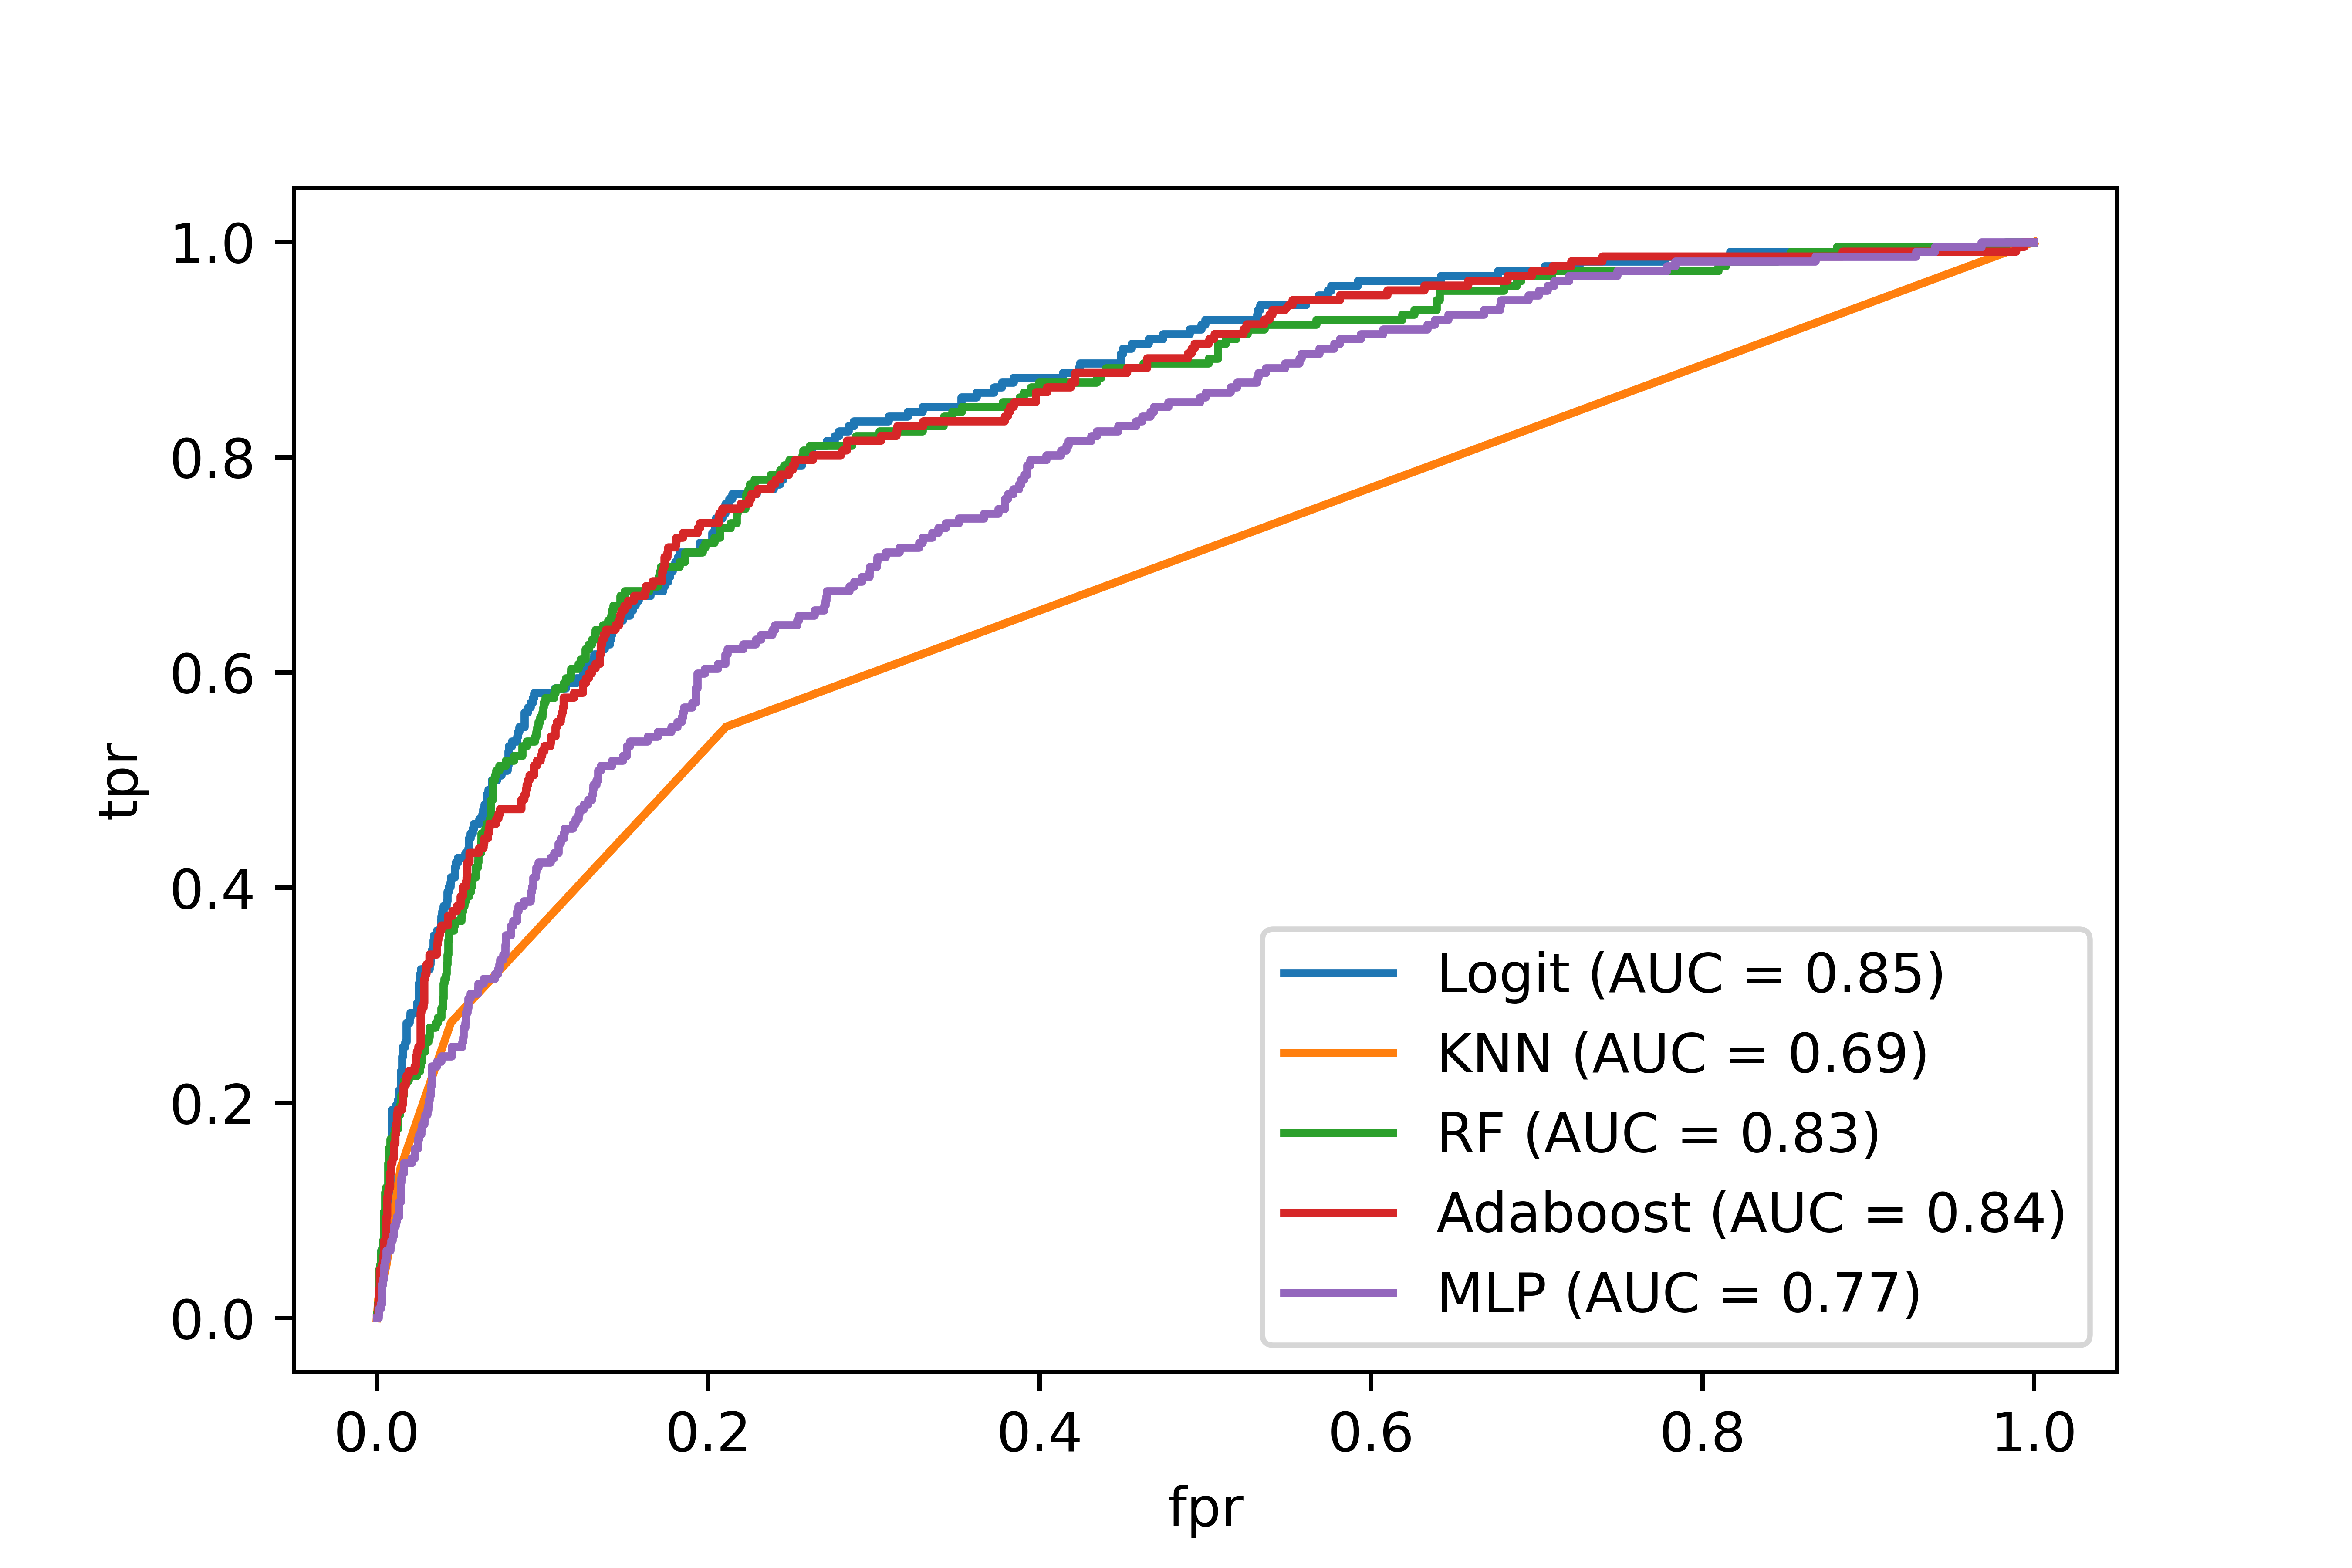 1.0
0.8
0.6
0.4
0.2
0.0
tpr
Logit (AUC = 0.85)
KNN (AUC = 0.69)
RF (AUC = 0.83)
Adaboost (AUC = 0.84)
MLP (AUC = 0.77)
0.0 0.2 0.4 0.6 0.8 1.0
fpr